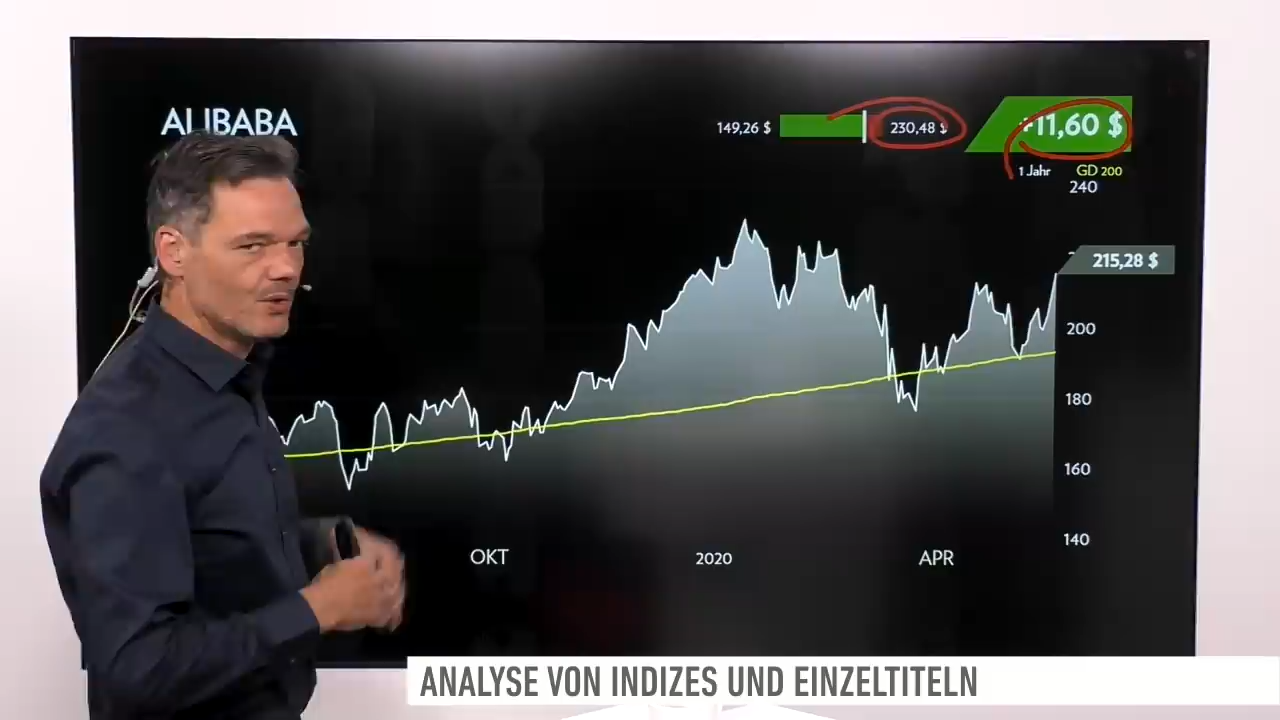 ALIBABA
149,26 $ 230,48 $ +11,60 $
1 Jahr GD 200
240
215,28 $
200
180
160
140
OKT 2020 APR
ANALYSE VON INDIZES UND EINZELTITELN